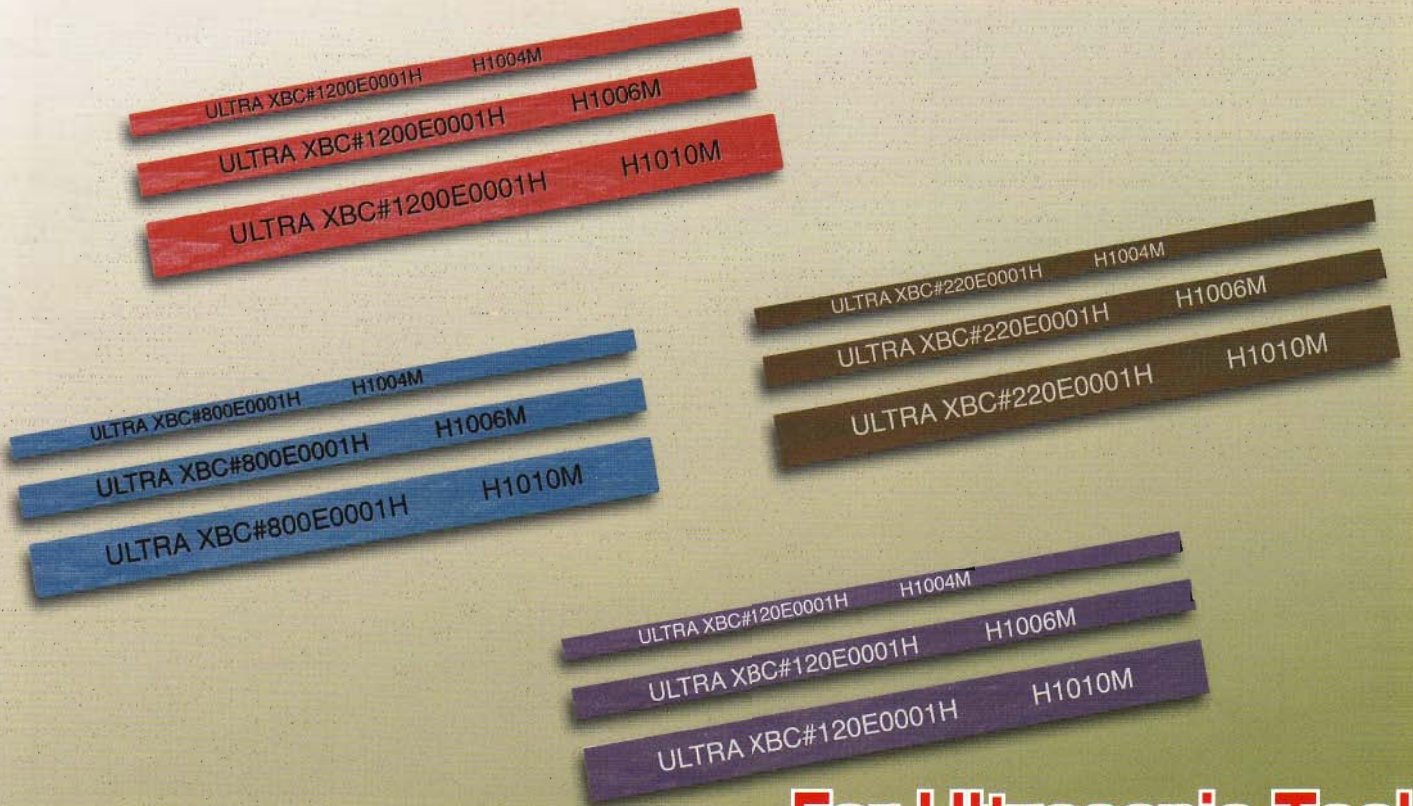 ULTRA XBC#1200E0001H H1004M
ULTRA XBC#1200E0001H H1006M
ULTRA XBC#1200E0001H H1010M
ULTRA XBC#220E0001H H1004M
ULTRA XBC#220E0001H H1006M
ULTRA XBC#220E0001H H1010M
ULTRA XBC#800E0001H H1004M
ULTRA XBC#800E0001H H1006M
ULTRA XBC#800E0001H H1010M
ULTRA XBC#120E0001H H1004M
ULTRA XBC#120E0001H H1006M
ULTRA XBC#120E0001H H1010M
For Ultrasonic